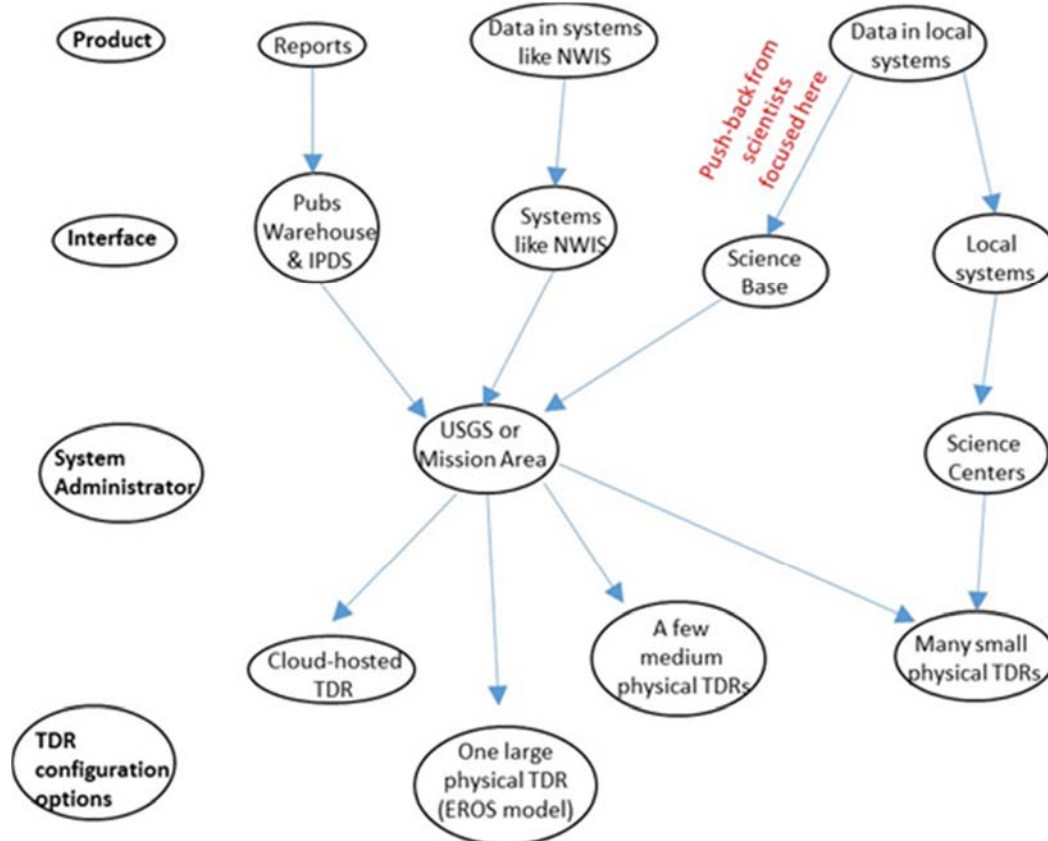 Product
Reports
Data in systems
like NWIS
Data in local
systems
Push-back from
scientists
focused here
Interface
Pubs
Warehouse
& IPDS
Systems
like NWIS
Science
Base
Local
systems
System
Administrator
USGS or
Mission Area
Science
Centers
TDR
configuration
options
Cloud-hosted
TDR
One large
physical TDR
(EROS model)
A few
medium
physical TDRs
Many small
physical TDRs